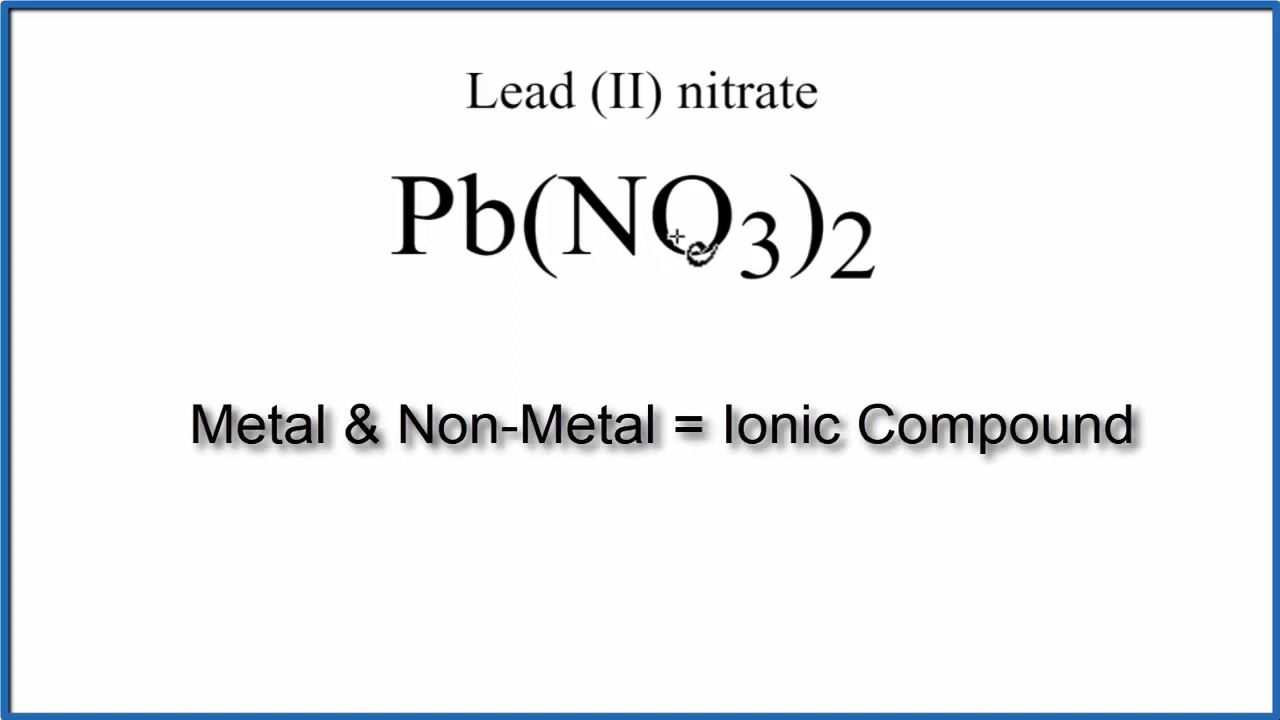 Lead (II) nitrate
Pb(NO₃)₂
Metal & Non-Metal = Ionic Compound